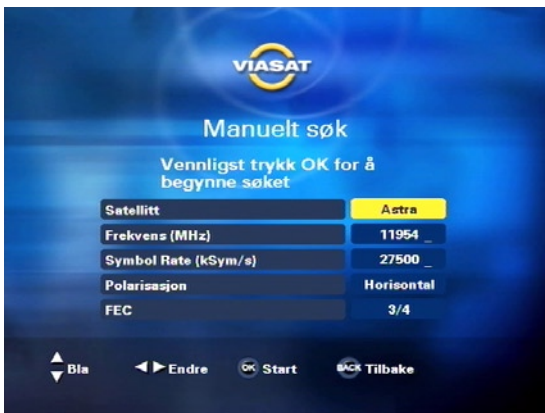 VIASAT
Manuelt søk
Vennligst trykk OK for å
begynne søket
Satellitt Astra
Frekvens (MHz) 11954 _
Symbol Rate (kSym/s) 27500 _
Polarisasjon Horisontal
FEC 3/4
Bla Endre OK Start BACK Tilbake